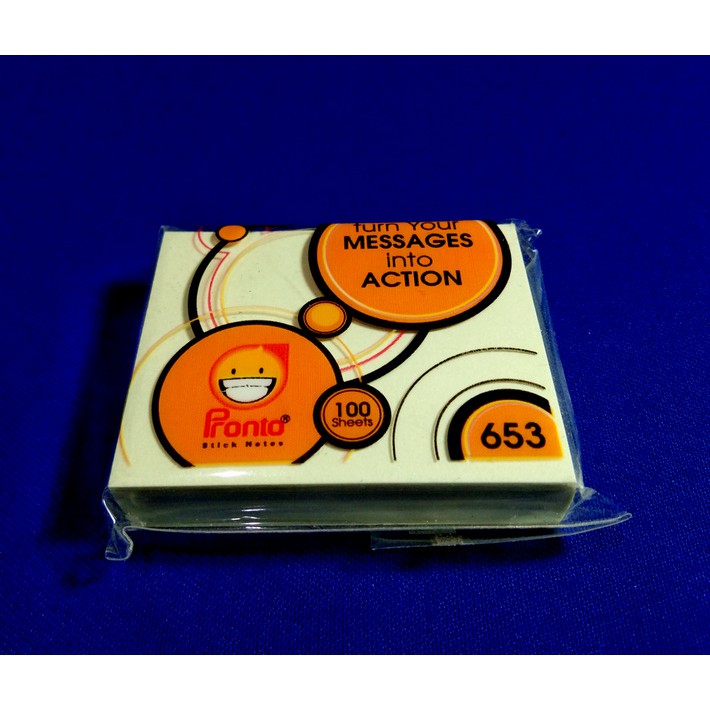 Turn Your
MESSAGES
into
ACTION
Pronto®
Stick Notes
100
Sheets
653